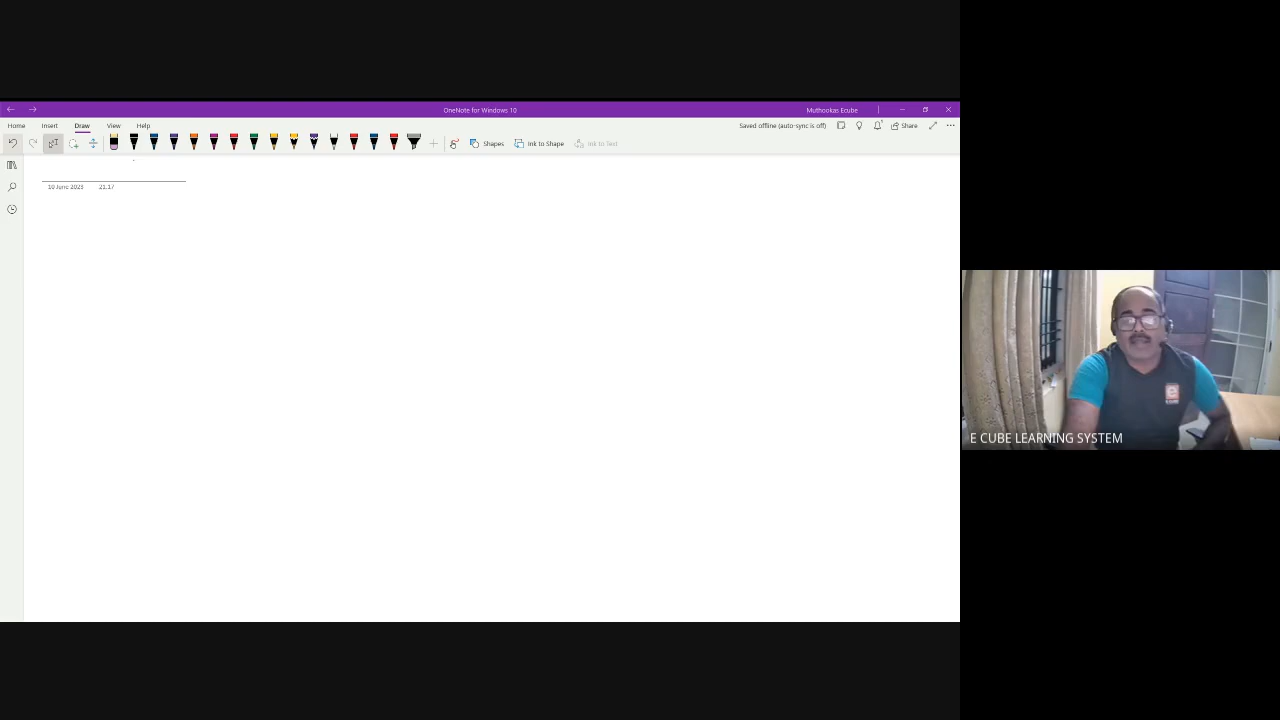 OneNote for Windows 10
Muthookas Ecube
Home Insert Draw View Help
Saved offline (auto-sync is off)
Share
Shapes
Ink to Shape
Ink to Text
10 June 2023 21:17
E CUBE LEARNING SYSTEM